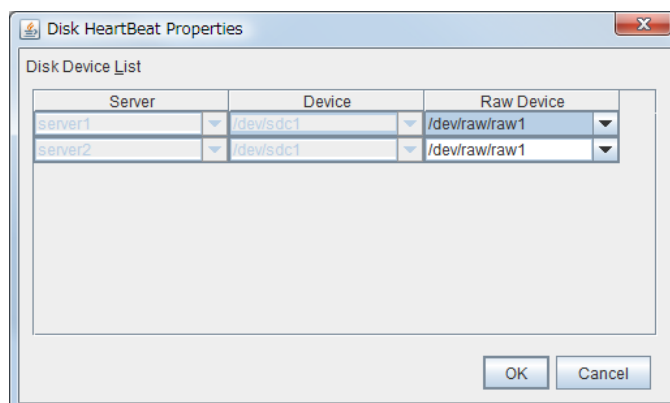 Disk HeartBeat Properties
Disk Device List
Server Device Raw Device
server1 /dev/sdc1 /dev/raw/raw1
server2 /dev/sdc1 /dev/raw/raw1
OK Cancel